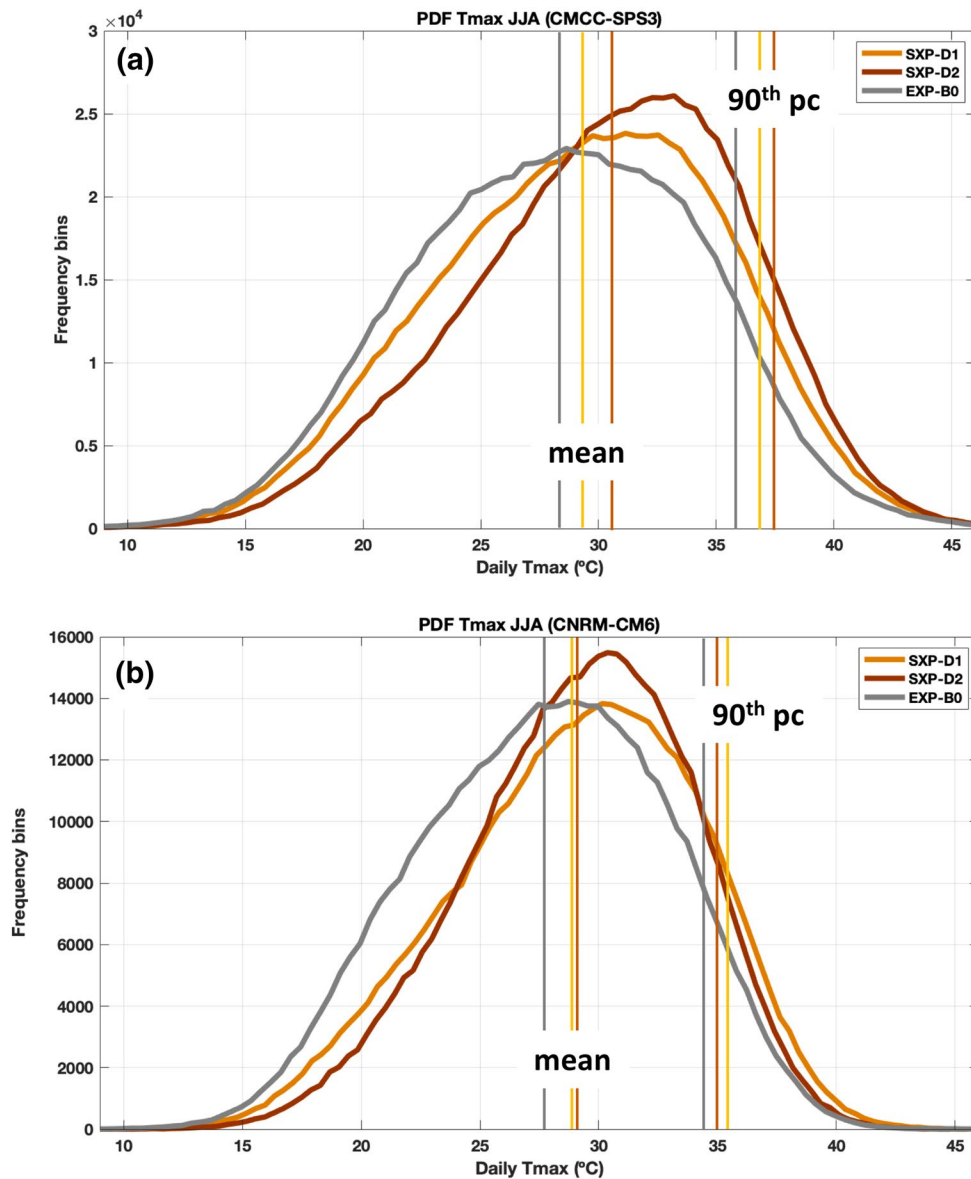 PDF Tmax JJA (CMCC-SPS3)
×10⁴
(a)
SXP-D1
SXP-D2
EXP-B0
90th pc
mean
3
2.5
2
1.5
1
0.5
0
Frequency bins
10 15 20 25 30 35 40 45
Daily Tmax (ºC)
PDF Tmax JJA (CNRM-CM6)
(b)
SXP-D1
SXP-D2
EXP-B0
90th pc
mean
16000
14000
12000
10000
8000
6000
4000
2000
0
Frequency bins
10 15 20 25 30 35 40 45
Daily Tmax (ºC)